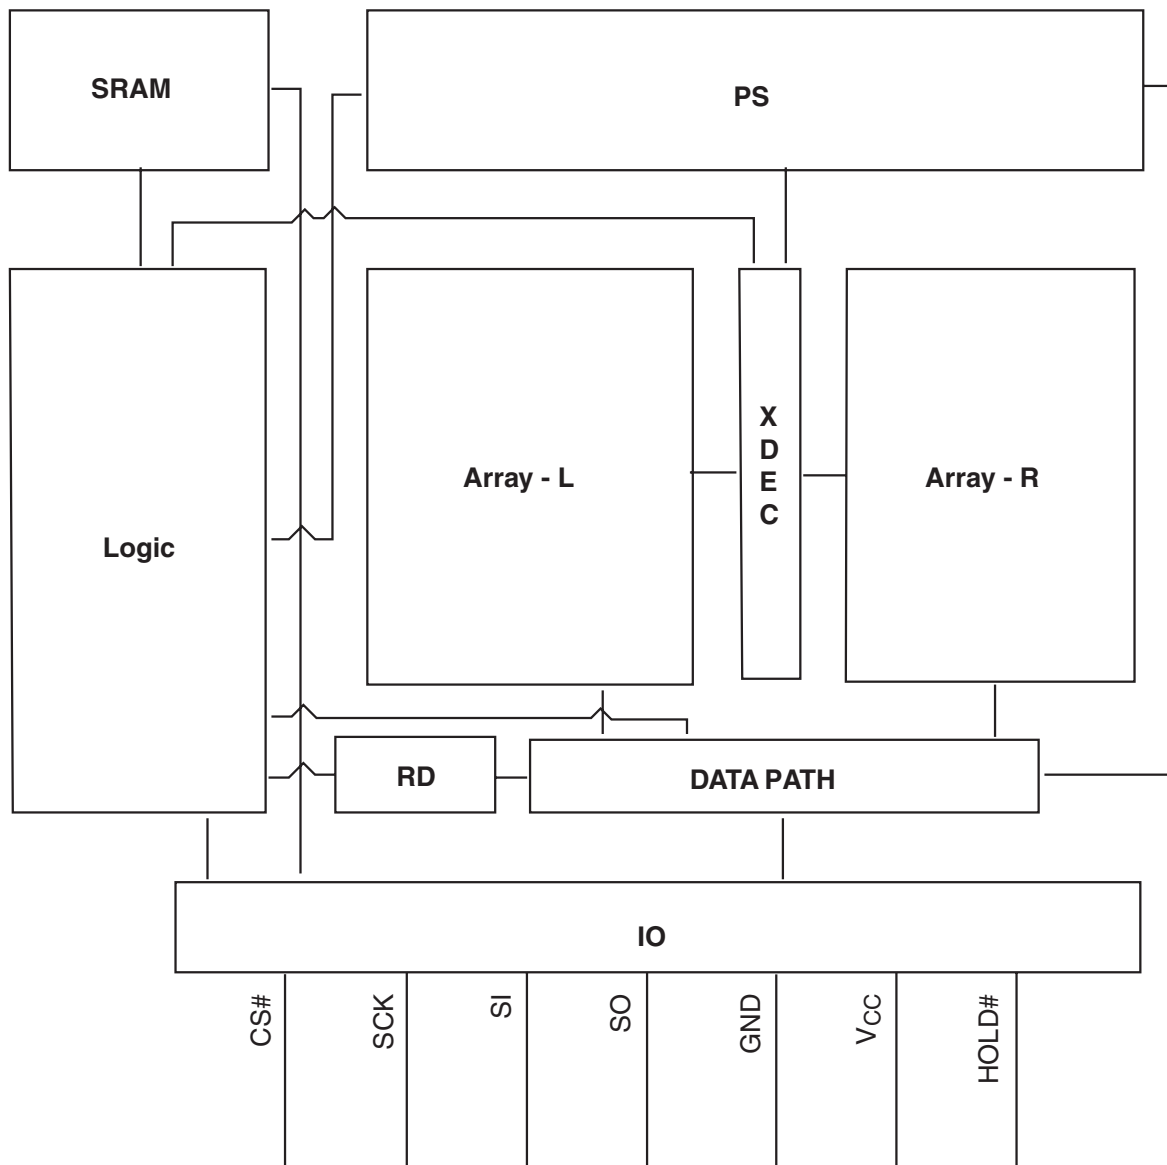 SRAM
PS
X
D
E
C
Array - L
Array - R
Logic
RD
DATA PATH
IO
CS#
SCK
SI
SO
GND
VCC
HOLD#